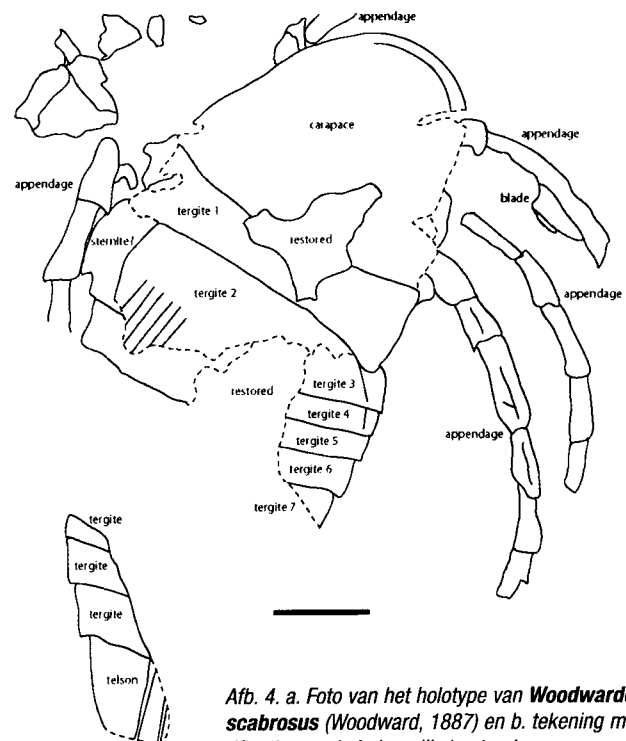 appendage
carapace
appendage
appendage
blade
tergite 1
sternite?
restored
tergite 2
appendage
restored
tergite 3
tergite 4
tergite 5
appendage
tergite 6
tergite 7
tergite
tergite
tergite
telson
Afb. 4. a. Foto van het holotype van
scabrosus (Woodward, 1887) en b. tekening